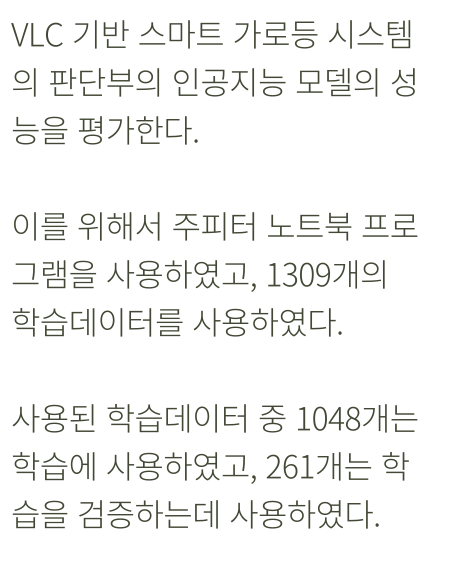 VLC 기반 스마트 가로등 시스템
의 판단부의 인공지능 모델의 성
능을 평가한다.
이를 위해서 주피터 노트북 프로
그램을 사용하였고, 1309개의
학습데이터를 사용하였다.
사용된 학습데이터 중 1048개는
학습에 사용하였고, 261개는 학
습을 검증하는데 사용하였다.